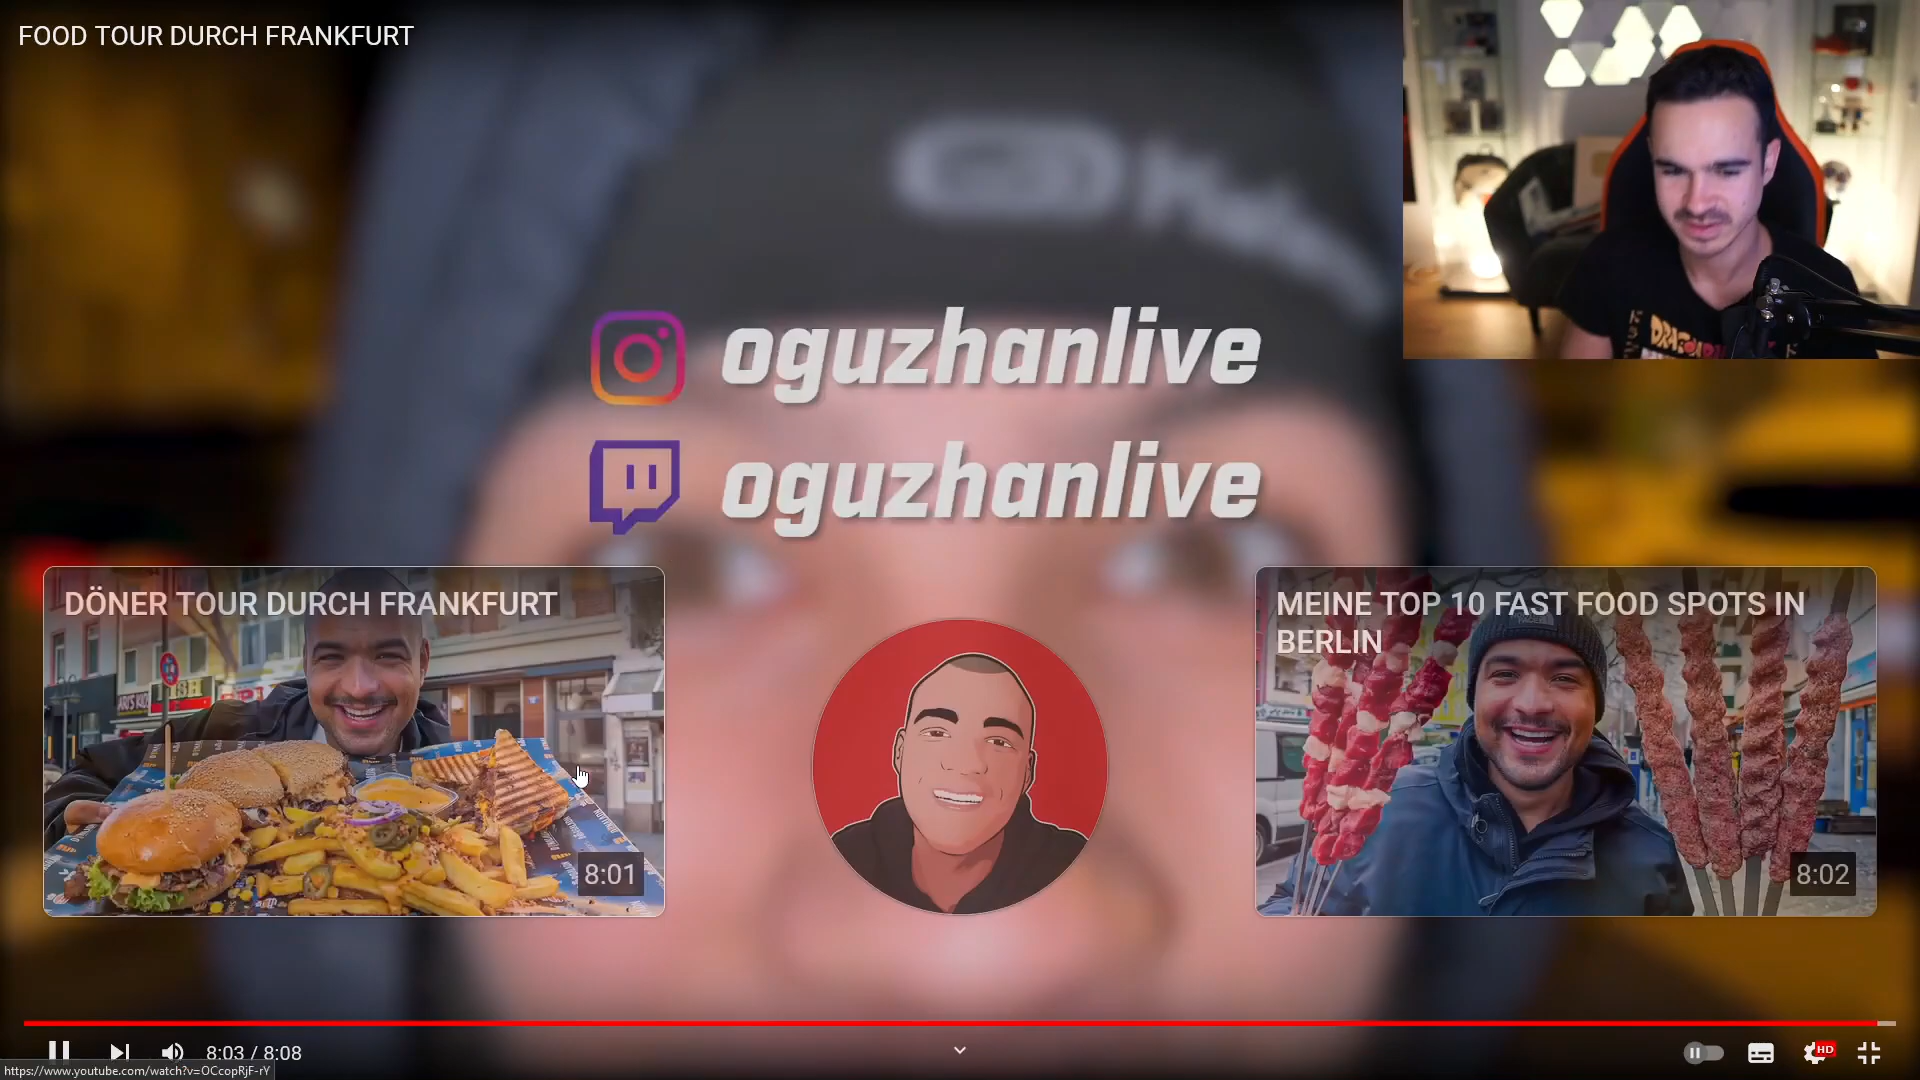 FOOD TOUR DURCH FRANKFURT
oguzhanlive
oguzhanlive
DÖNER TOUR DURCH FRANKFURT
8:01
MEINE TOP 10 FAST FOOD SPOTS IN
BERLIN
8:02
8:03 / 8:08
HD
https://www.youtube.com/watch?v=OCcopRjF-rY